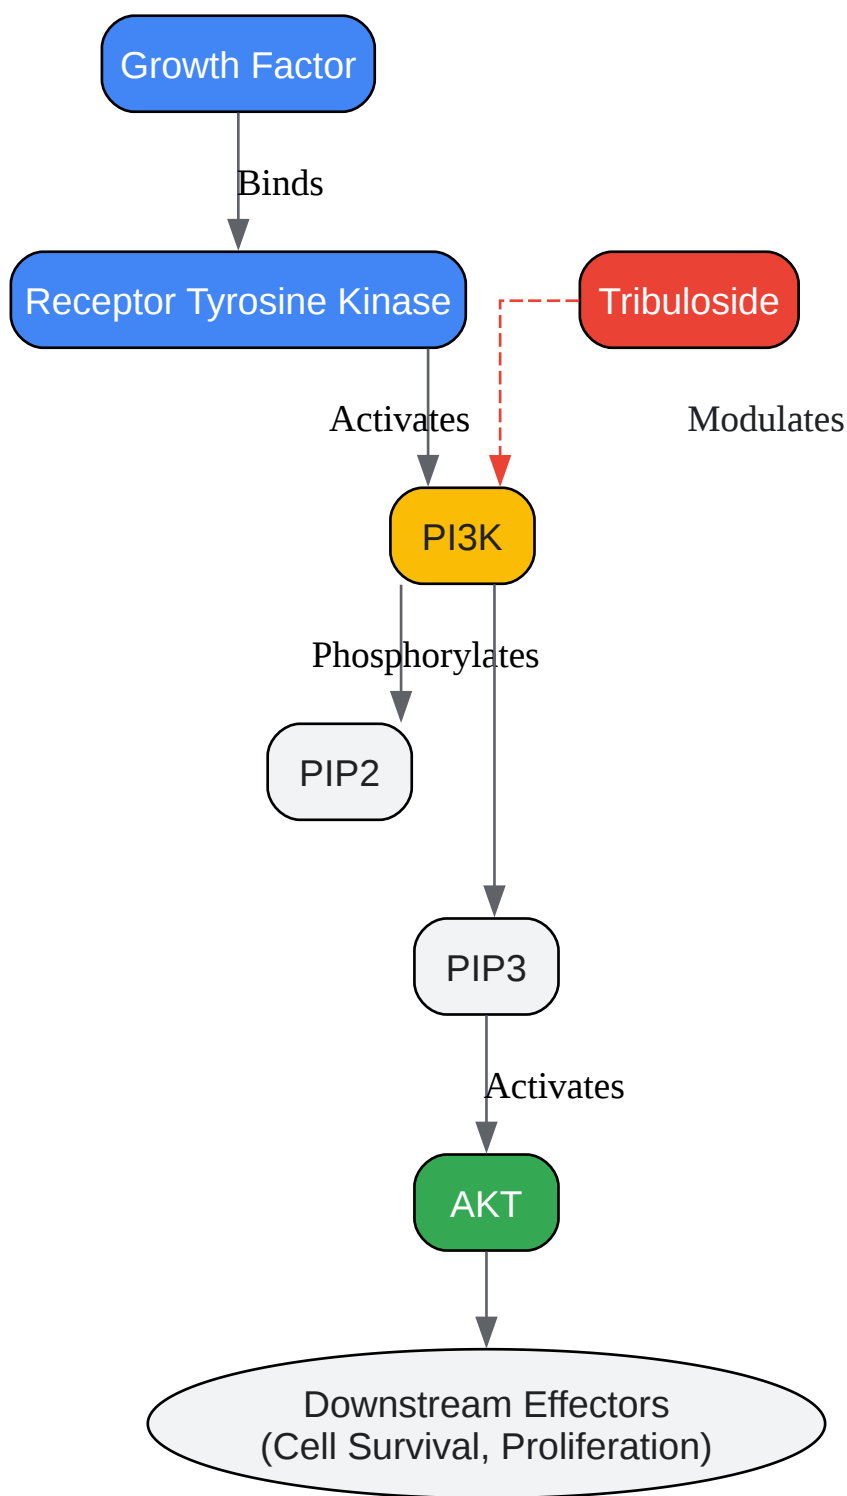 Growth Factor
Binds
Receptor Tyrosine Kinase
Tribuloside
Activates
Modulates
PI3K
Phosphorylates
PIP2
PIP3
Activates
AKT
Downstream Effectors
(Cell Survival, Proliferation)